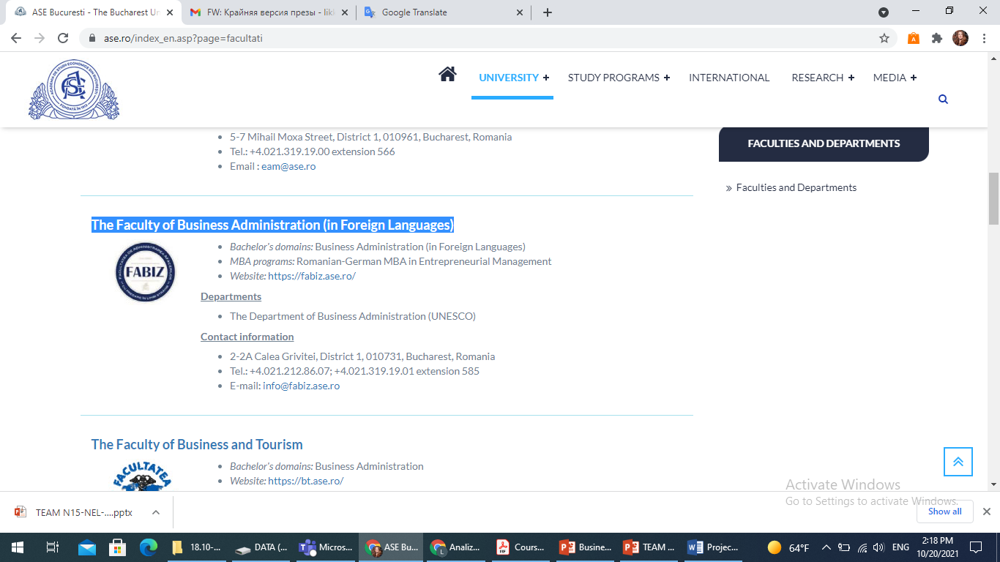 ASE Bucuresti - The Bucharest Un
FW: Крайняя версия презы - lik
Google Translate
ase.ro/index_en.asp?page=facultati
UNIVERSITY +
STUDY PROGRAMS +
INTERNATIONAL
RESEARCH +
MEDIA +
5-7 Mihail Moxa Street, District 1, 010961, Bucharest, Romania
Tel.: +4.021.319.19.00 extension 566
Email : eam@ase.ro
FACULTIES AND DEPARTMENTS
» Faculties and Departments
The Faculty of Business Administration (in Foreign Languages)
FABIZ
Bachelor's domains: Business Administration (in Foreign Languages)
MBA programs: Romanian-German MBA in Entrepreneurial Management
Website: https://fabiz.ase.ro/
Departments
The Department of Business Administration (UNESCO)
Contact information
2-2A Calea Grivitei, District 1, 010731, Bucharest, Romania
Tel.: +4.021.212.86.07; +4.021.319.19.01 extension 585
E-mail: info@fabiz.ase.ro
The Faculty of Business and Tourism
FACULTATEA
Bachelor's domains: Business Administration
Website: https://bt.ase.ro/
Activate Windows
Go to Settings to activate Windows.
TEAM N15-NEL-....pptx
Show all
18.10-...
DATA (...
Micros...
ASE Bu...
Analiz...
Cours...
Busine...
TEAM ...
Projec...
64°F
ENG
2:18 PM
10/20/2021